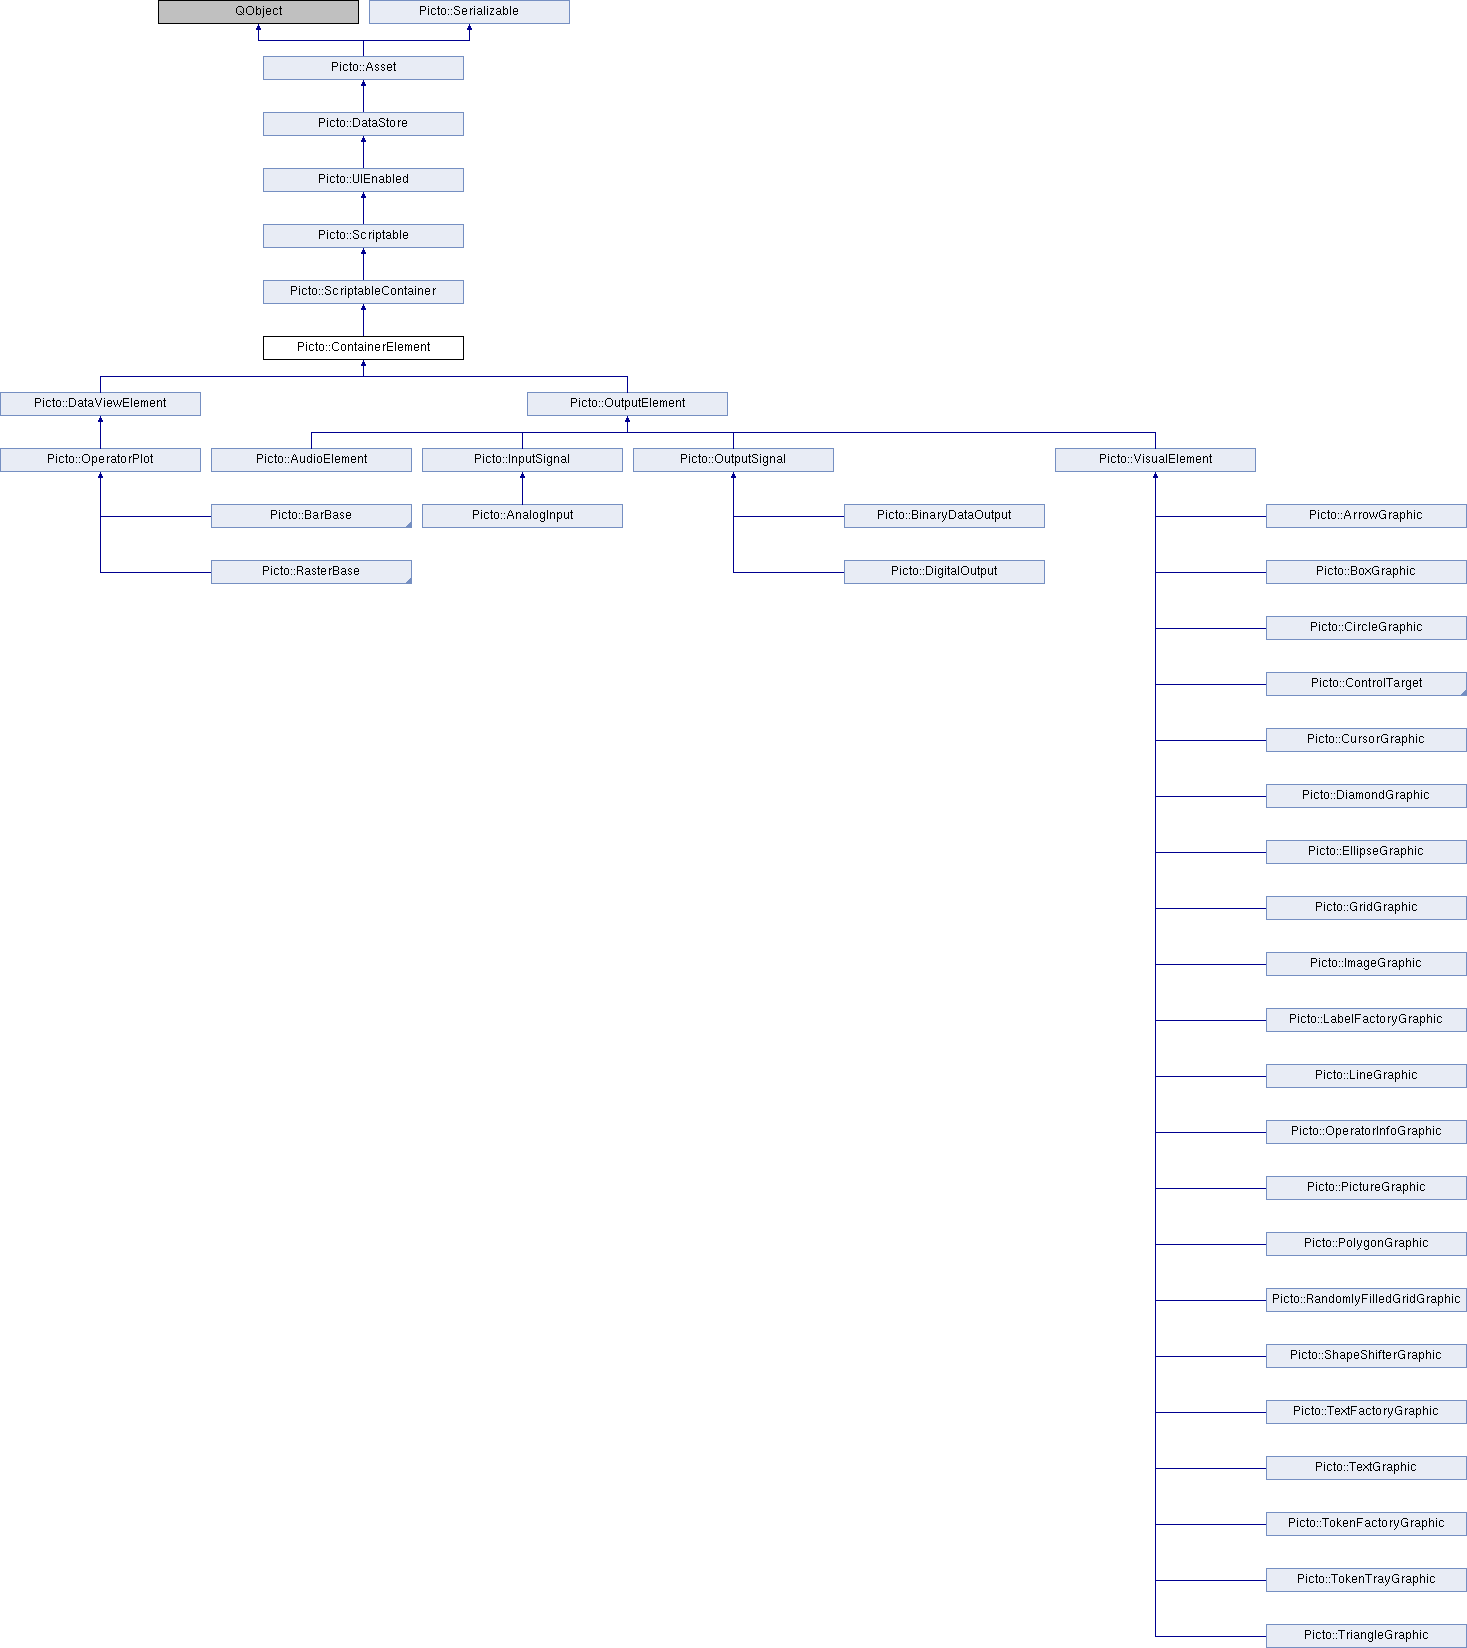 QObject
Picto::Serializable
Picto::Asset
Picto::DataStore
Picto::UIEnabled
Picto::Scriptable
Picto::ScriptableContainer
Picto::ContainerElement
Picto::DataViewElement
Picto::OutputElement
Picto::OperatorPlot
Picto::AudioElement
Picto::InputSignal
Picto::OutputSignal
Picto::VisualElement
Picto::BarBase
Picto::AnalogInput
Picto::BinaryDataOutput
Picto::ArrowGraphic
Picto::RasterBase
Picto::DigitalOutput
Picto::BoxGraphic
Picto::CircleGraphic
Picto::ControlTarget
Picto::CursorGraphic
Picto::DiamondGraphic
Picto::EllipseGraphic
Picto::GridGraphic
Picto::ImageGraphic
Picto::LabelFactoryGraphic
Picto::LineGraphic
Picto::OperatorInfoGraphic
Picto::PictureGraphic
Picto::PolygonGraphic
Picto::RandomlyFilledGridGraphic
Picto::ShapeShifterGraphic
Picto::TextFactoryGraphic
Picto::TextGraphic
Picto::TokenFactoryGraphic
Picto::TokenTrayGraphic
Picto::TriangleGraphic